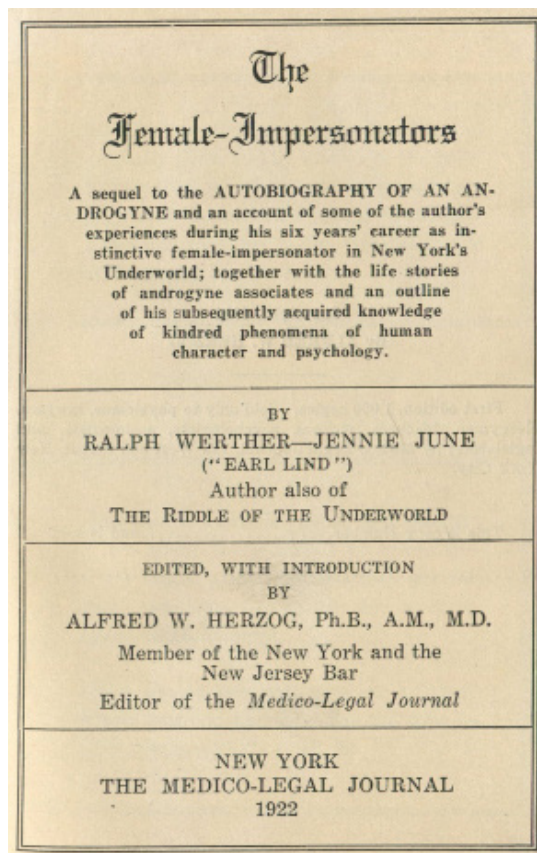 The
Female-Impersonators
A sequel to the AUTOBIOGRAPHY OF AN AN-
DROGYNE and an account of some of the author's
experiences during his six years' career as in-
stinctive female-impersonator in New York's
Underworld; together with the life stories
of androgyne associates and an outline
of his subsequently acquired knowledge
of kindred phenomena of human
character and psychology.
BY
RALPH WERTHER—JENNIE JUNE
("EARL LIND")
Author also of
THE RIDDLE OF THE UNDERWORLD
EDITED, WITH INTRODUCTION
BY
ALFRED W. HERZOG, Ph.B., A.M., M.D.
Member of the New York and the
New Jersey Bar
Editor of the Medico-Legal Journal
NEW YORK
THE MEDICO-LEGAL JOURNAL
1922